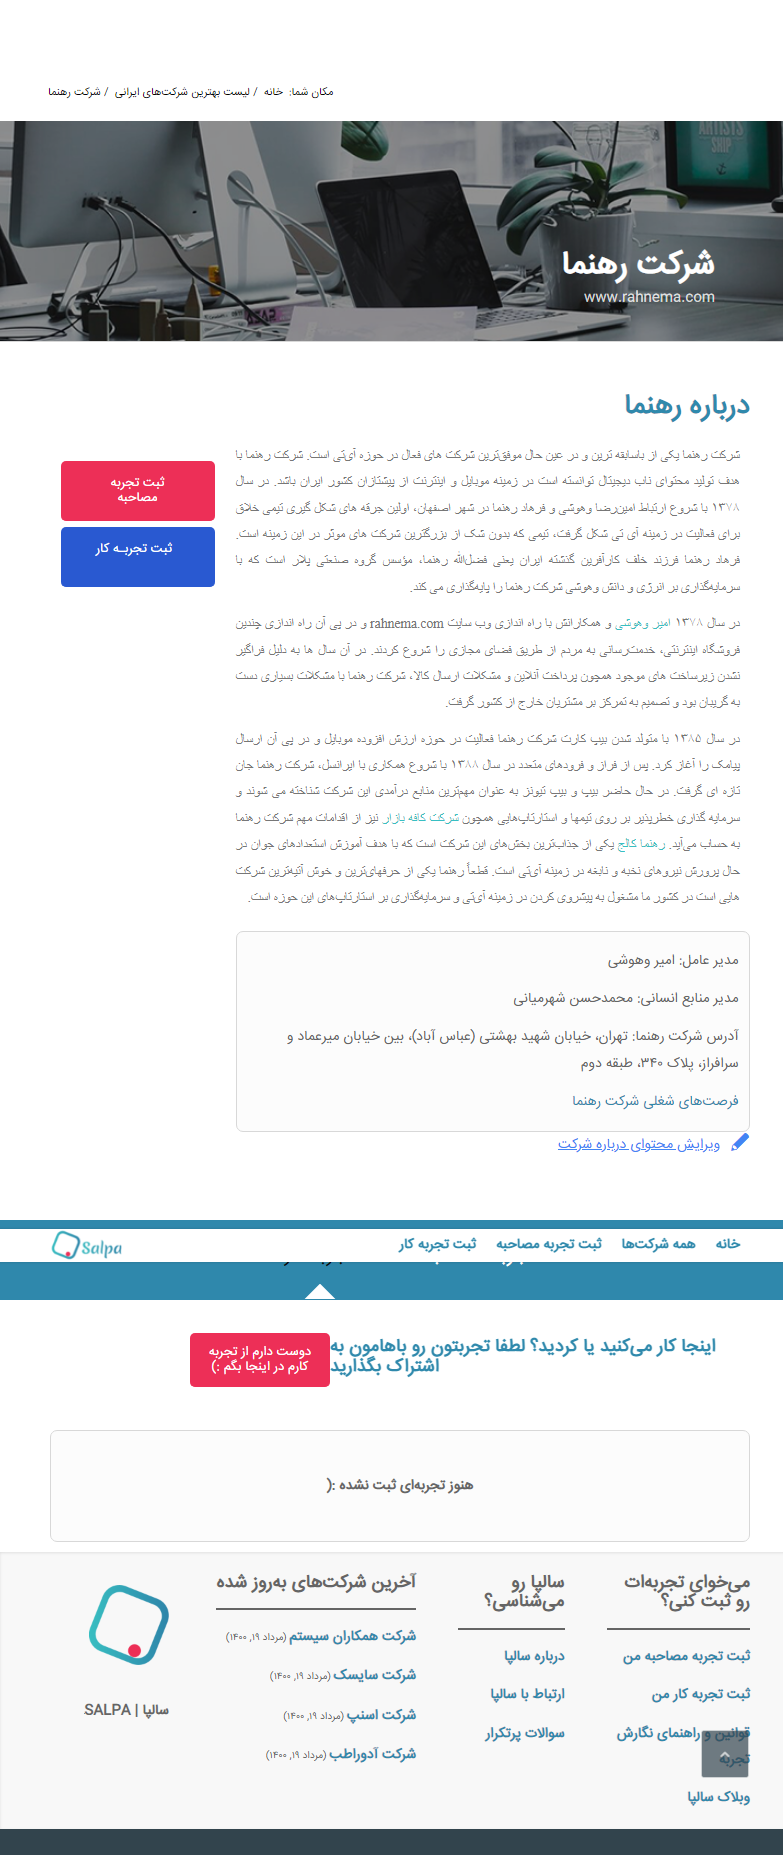 مکان شما: خانه / لیست بهترین شرکت‌های ایرانی / شرکت رهنما
ARTISTS
SHIP
شرکت رهنما
www.rahnema.com
درباره رهنما
شرکت رهنما یکی از باسابقه ترین و در عین حال موفق‌ترین شرکت های فعال در حوزه آی‌تی است. شرکت رهنما با
هدف تولید محتوای ناب دیجیتال توانسته است در زمینه موبایل و اینترنت از پیشتازان کشور ایران باشد. در سال
۱۳۷۸ با شروع ارتباط امین‌رضا وهوشی و فرهاد رهنما در شهر اصفهان، اولین جرقه های شکل گیری تیمی خلاق
برای فعالیت در زمینه آی تی شکل گرفت، تیمی که بدون شک از بزرگترین شرکت های موثر در این زمینه است.
فرهاد رهنما فرزند خلف کارآفرین گذشته ایران یعنی فضل‌الله رهنما، مؤسس گروه صنعتی پلار است که با
سرمایه‌گذاری بر انرژی و دانش وهوشی شرکت رهنما را پایه‌گذاری می کند.
در سال ۱۳۷۸ امیر وهوشی و همکارانش با راه اندازی وب سایت rahnema.com و در پی آن راه اندازی چندین
فروشگاه اینترنتی، خدمت‌رسانی به مردم از طریق فضای مجازی را شروع کردند. در آن سال ها به دلیل فراگیر
نشدن زیرساخت های موجود همچون پرداخت آنلاین و مشکلات ارسال کالا، شرکت رهنما با مشکلات بسیاری دست
به گریبان بود و تصمیم به تمرکز بر مشتریان خارج از کشور گرفت.
در سال ۱۳۸۵ با متولد شدن بیپ کارت شرکت رهنما فعالیت در حوزه ارزش افزوده موبایل و در پی آن ارسال
پیامک را آغاز کرد. پس از فراز و فرودهای متعدد در سال ۱۳۸۸ با شروع همکاری با ایرانسل، شرکت رهنما جان
تازه ای گرفت. در حال حاضر بیپ و بیپ تیونز به عنوان مهم‌ترین منابع درآمدی این شرکت شناخته می شوند و
سرمایه گذاری خطرپذیر بر روی تیمها و استارتاپ‌هایی همچون شرکت کافه بازار نیز از اقدامات مهم شرکت رهنما
به حساب می‌آید. رهنما کالج یکی از جذاب‌ترین بخش‌های این شرکت است که با هدف آموزش استعدادهای جوان در
حال پرورش نیروهای نخبه و نابغه در زمینه آی‌تی است. قطعاً رهنما یکی از حرفهای‌ترین و خوش آتیه‌ترین شرکت
هایی است در کشور ما مشغول به پیشروی کردن در زمینه آی‌تی و سرمایه‌گذاری بر استارتاپ‌های این حوزه است.
ثبت تجربه
مصاحبه
ثبت تجربـه کار
مدیر عامل: امیر وهوشی
مدیر منابع انسانی: محمدحسن شهرمیانی
آدرس شرکت رهنما: تهران، خیابان شهید بهشتی (عباس آباد)، بین خیابان میرعماد و
سرافراز، پلاک ۳۴۰، طبقه دوم
فرصت‌های شغلی شرکت رهنما
ویرایش محتوای درباره شرکت
خانه همه شرکت‌ها ثبت تجربه مصاحبه ثبت تجربه کار
Salpa
اینجا کار می‌کنید یا کردید؟ لطفا تجربتون رو باهامون به
اشتراک بگذارید
دوست دارم از تجربه
کارم در اینجا بگم :)
هنوز تجربه‌ای ثبت نشده :(
می‌خوای تجربه‌ات
رو ثبت کنی؟
ثبت تجربه مصاحبه من
ثبت تجربه کار من
قوانین و راهنمای نگارش
تجربه
وبلاک سالپا
سالپا رو
می‌شناسی؟
درباره سالپا
ارتباط با سالپا
سوالات پرتکرار
آخرین شرکت‌های به‌روز شده
شرکت همکاران سیستم (مرداد ۱۹, ۱۴۰۰)
شرکت سایسک (مرداد ۱۹, ۱۴۰۰)
شرکت اسنپ (مرداد ۱۹, ۱۴۰۰)
شرکت آدوراطب (مرداد ۱۹, ۱۴۰۰)
سالپا | SALPA